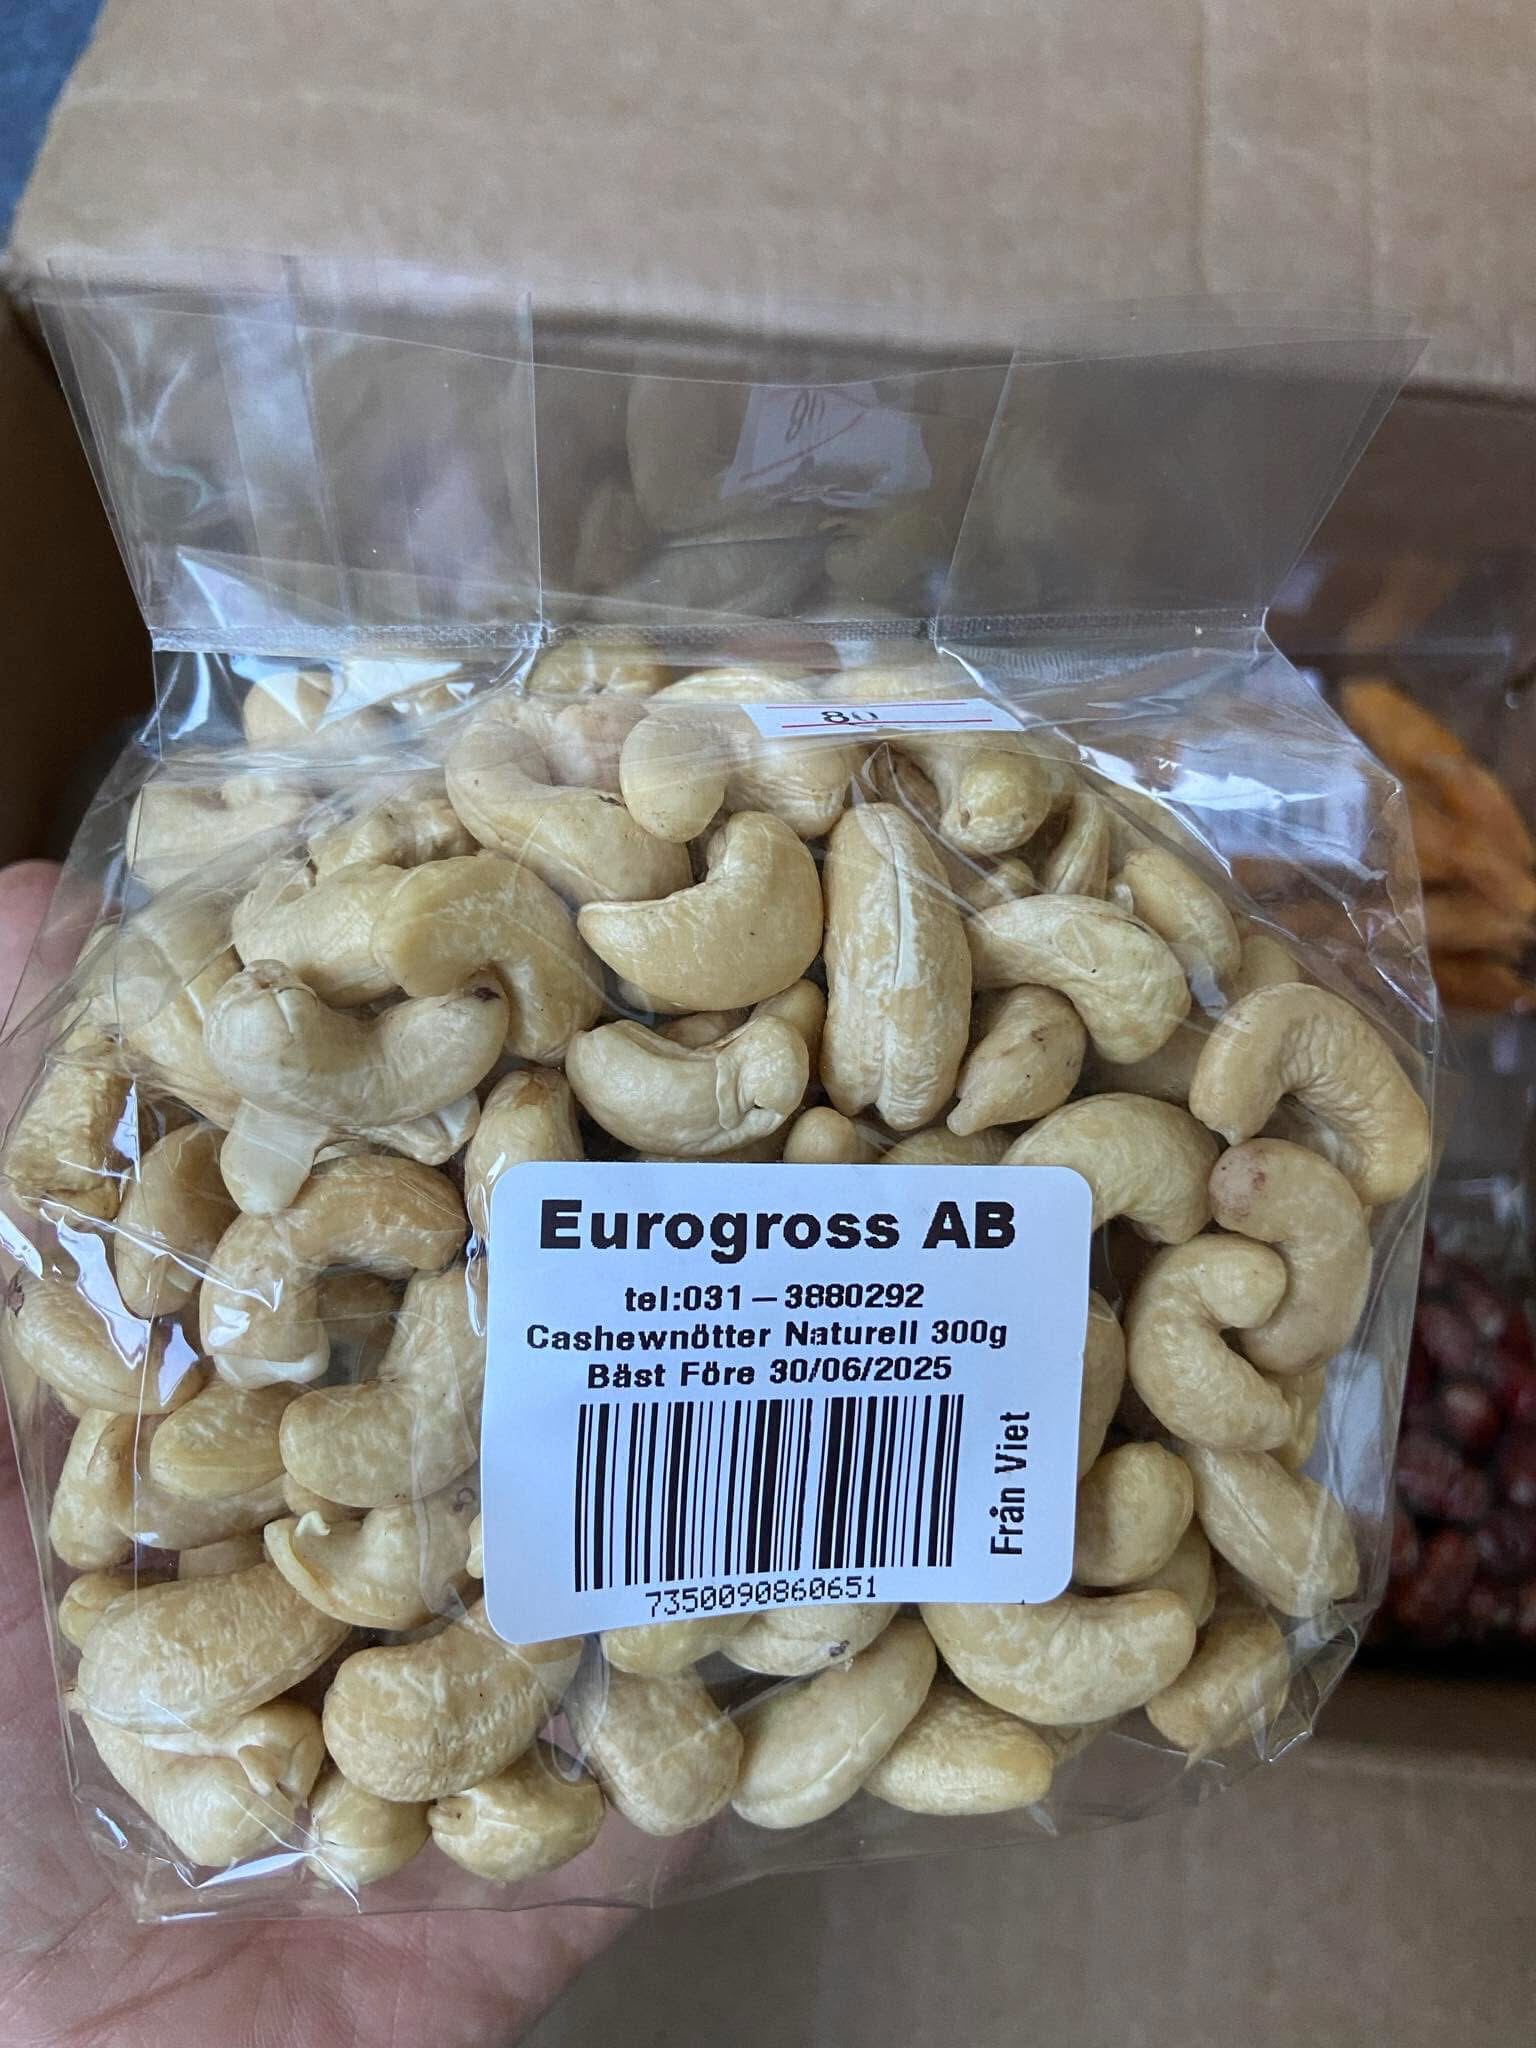 80
80
Eurogross AB
tel:031-3880292
Cashewnötter Naturell 300g
Bäst Före 30/06/2025
7350090860651
Från Viet